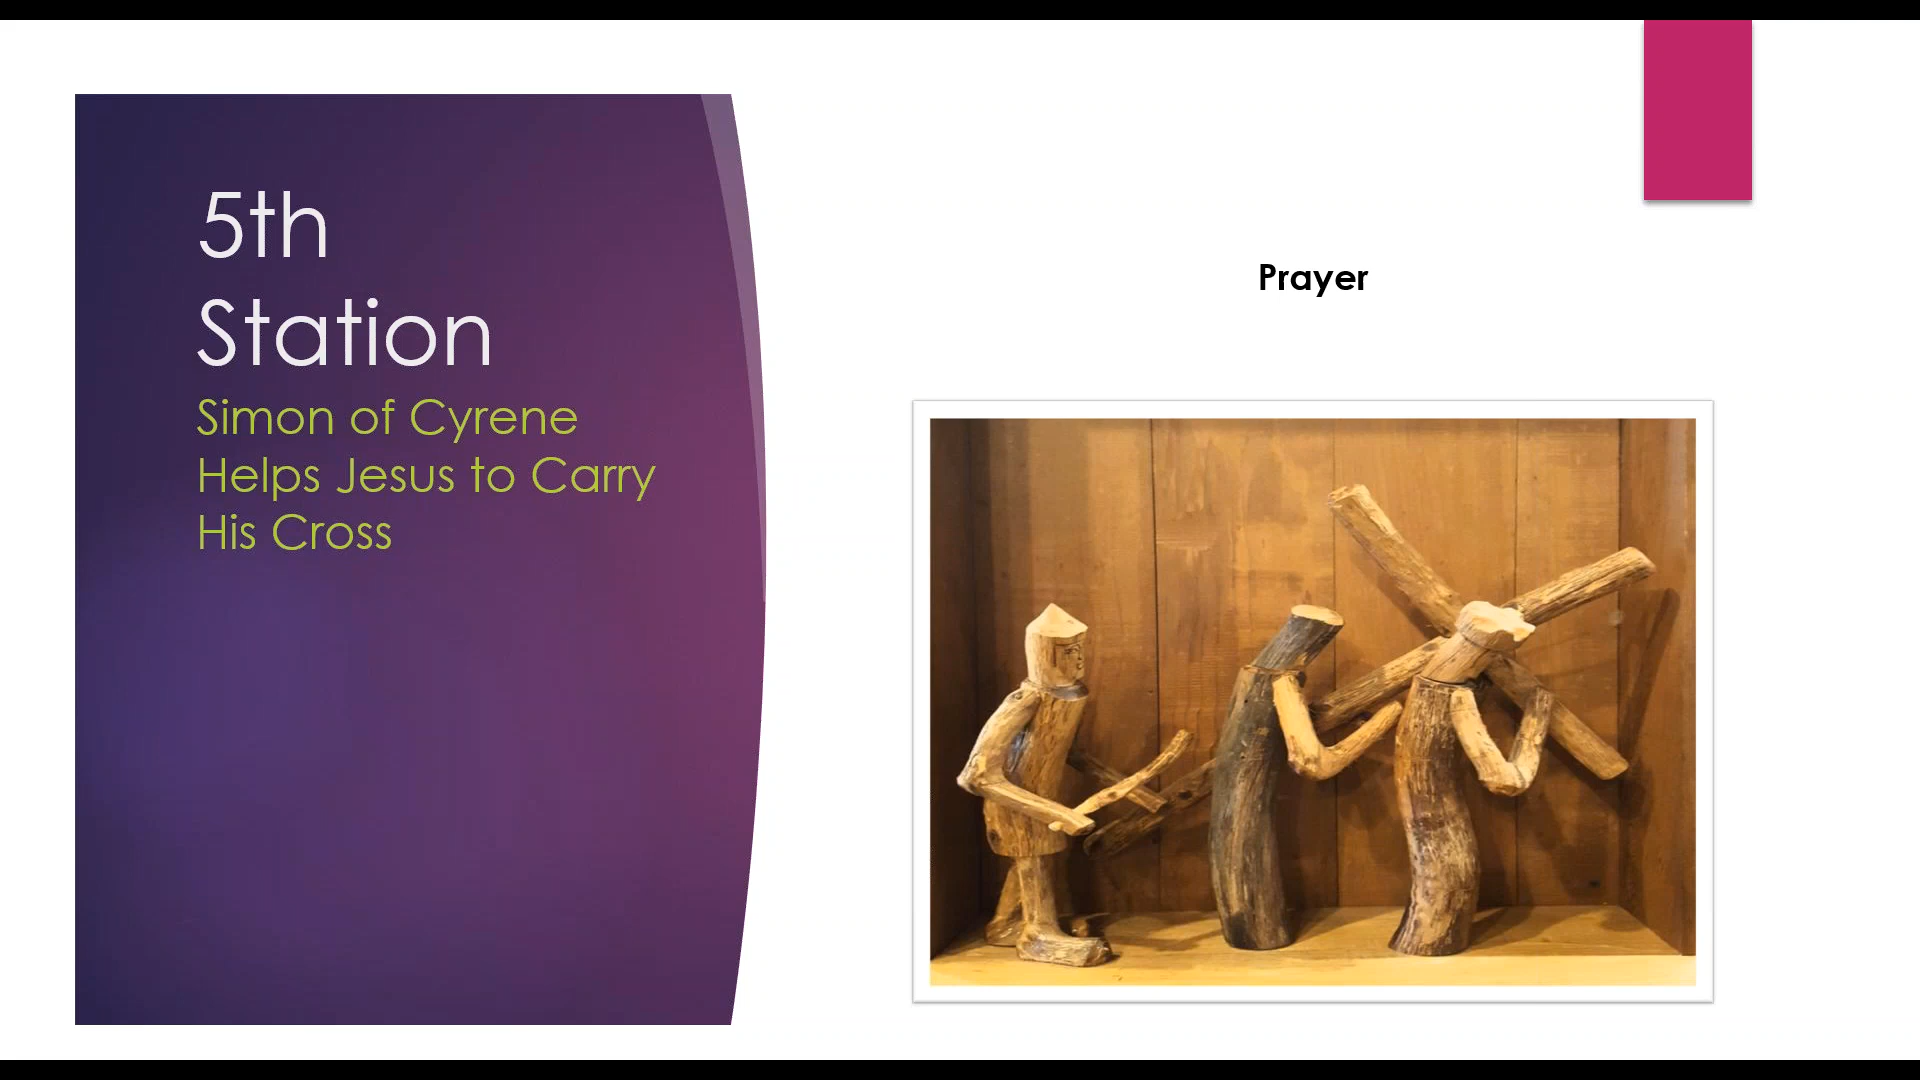 5th
Station
Simon of Cyrene
Helps Jesus to Carry
His Cross
Prayer